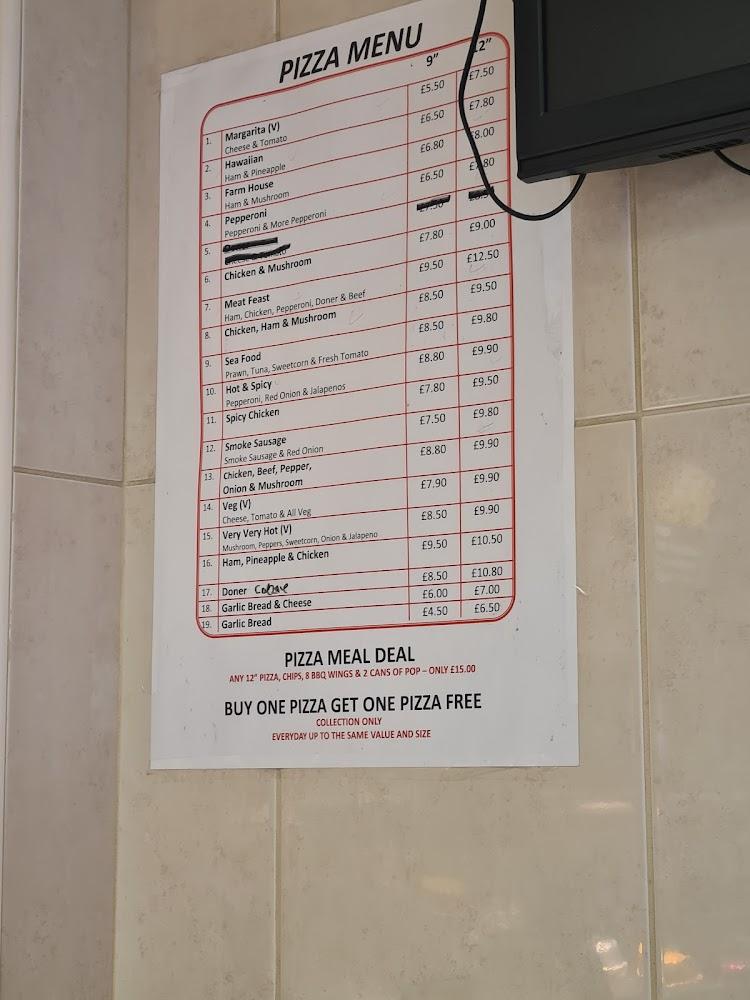 PIZZA MENU
9" 12"
1. Margarita (V) £5.50 £7.50
Cheese & Tomato
2. Hawaiian £6.50 £7.80
Ham & Pineapple
3. Farm House £6.80 £8.00
Ham & Mushroom
4. Pepperoni £6.50 £7.80
Pepperoni & More Pepperoni
5.
6. Chicken & Mushroom £7.80 £9.00
7. Meat Feast £9.50 £12.50
Ham, Chicken, Pepperoni, Doner & Beef
8. Chicken, Ham & Mushroom £8.50 £9.50
9. Sea Food £8.50 £9.80
Prawn, Tuna, Sweetcorn & Fresh Tomato
10. Hot & Spicy £8.80 £9.90
Pepperoni, Red Onion & Jalapenos
11. Spicy Chicken £7.80 £9.50
12. Smoke Sausage £7.50 £9.80
Smoke Sausage & Red Onion
13. Chicken, Beef, Pepper, £8.80 £9.90
Onion & Mushroom
14. Veg (V) £7.90 £9.90
Cheese, Tomato & All Veg
15. Very Very Hot (V) £8.50 £9.90
Mushroom, Peppers, Sweetcorn, Onion & Jalapeno
16. Ham, Pineapple & Chicken £9.50 £10.50
17. Doner £8.50 £10.80
18. Garlic Bread & Cheese £6.00 £7.00
19. Garlic Bread £4.50 £6.50
PIZZA MEAL DEAL
ANY 12" PIZZA, CHIPS, 8 BBQ WINGS & 2 CANS OF POP – ONLY £15.00
BUY ONE PIZZA GET ONE PIZZA FREE
COLLECTION ONLY
EVERYDAY UP TO THE SAME VALUE AND SIZE